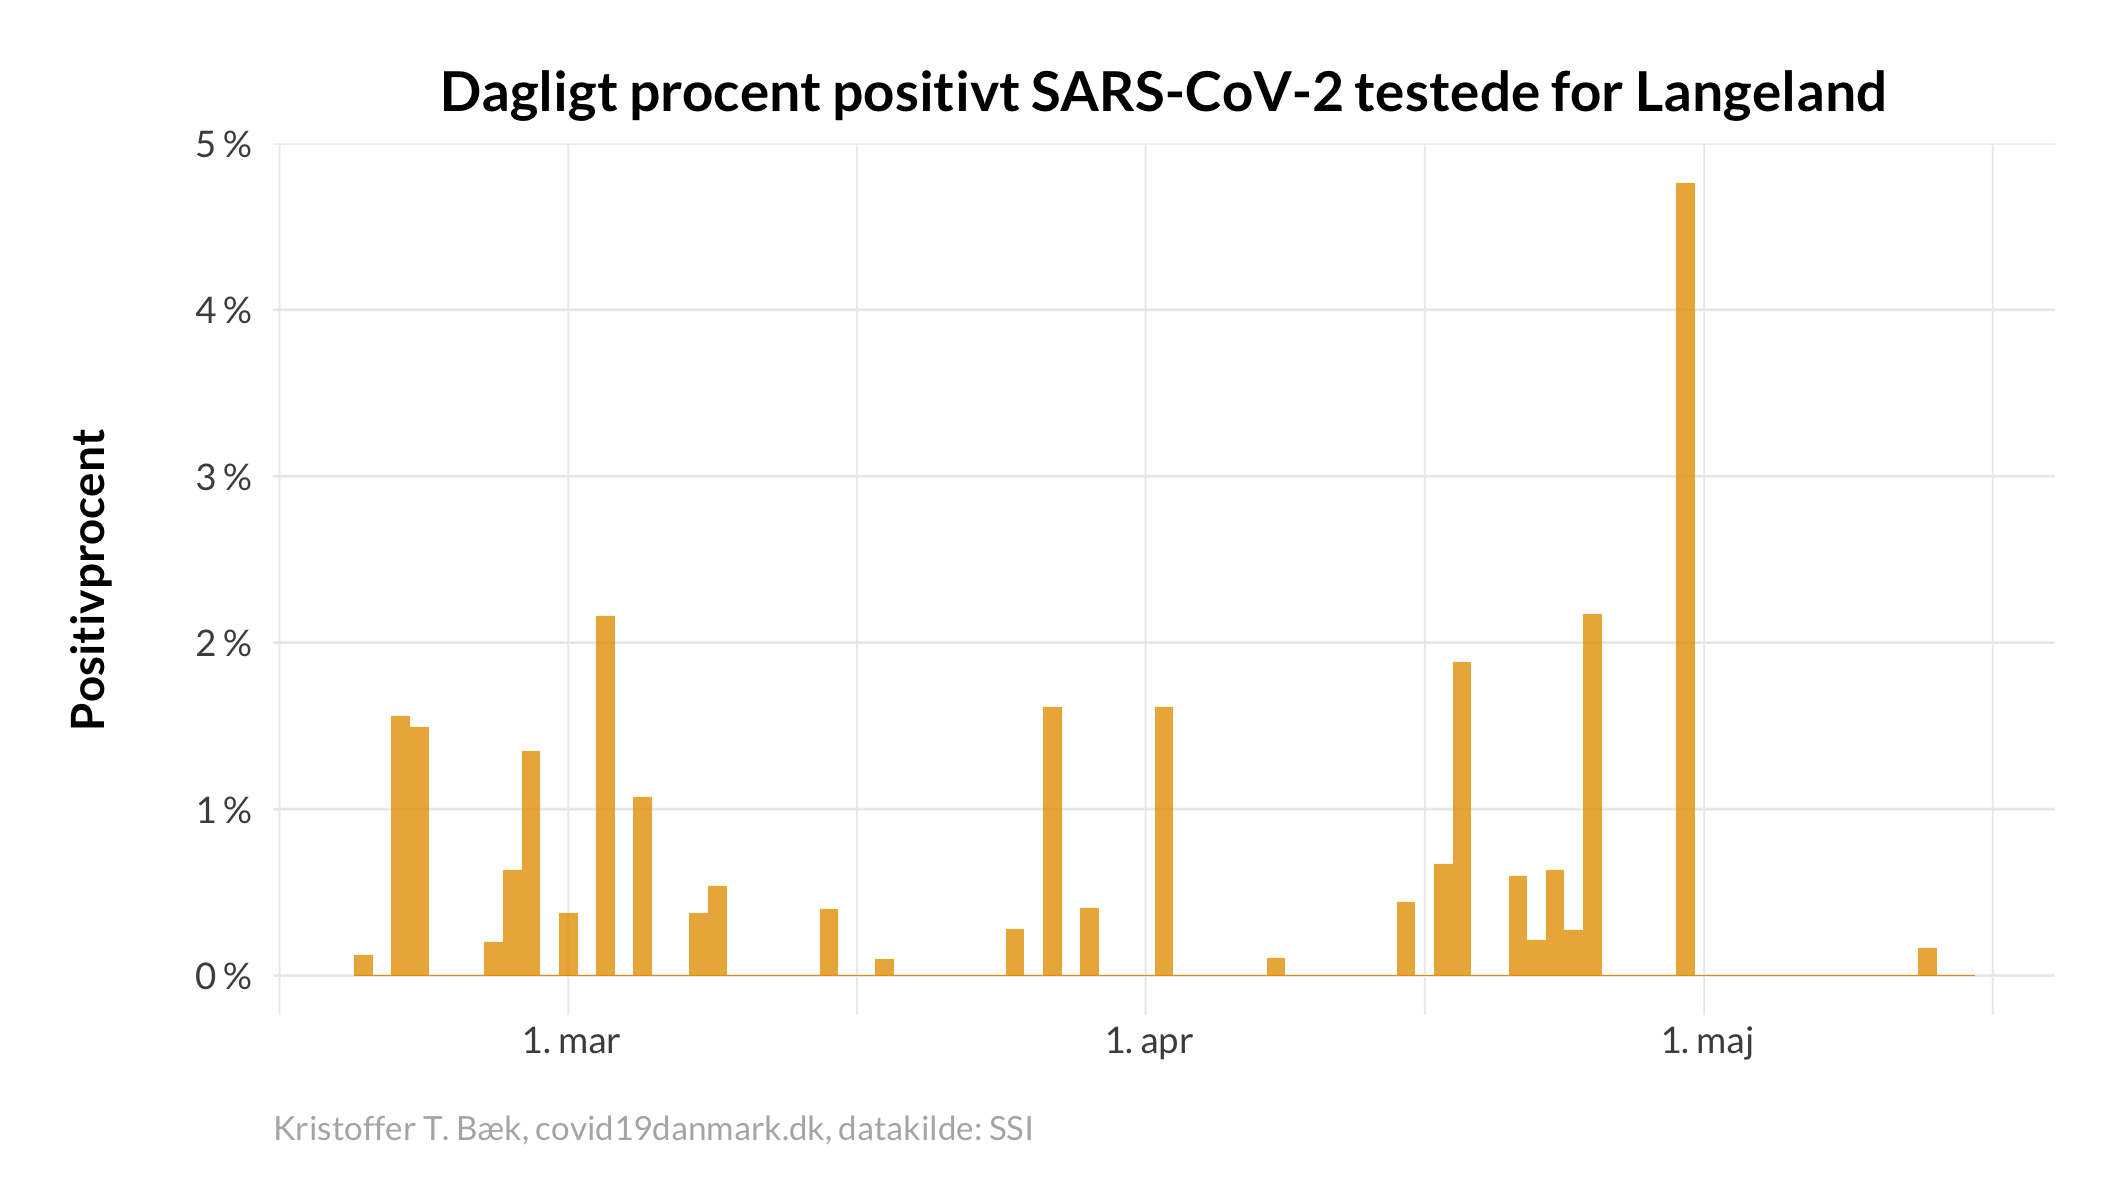 Dagligt procent positivt SARS-CoV-2 testede for Langeland
5 %
4 %
3 %
2 %
1 %
0 %
Positivprocent
1. mar
1. apr
1. maj
Kristoffer T. Bæk, covid19danmark.dk, datakilde: SSI